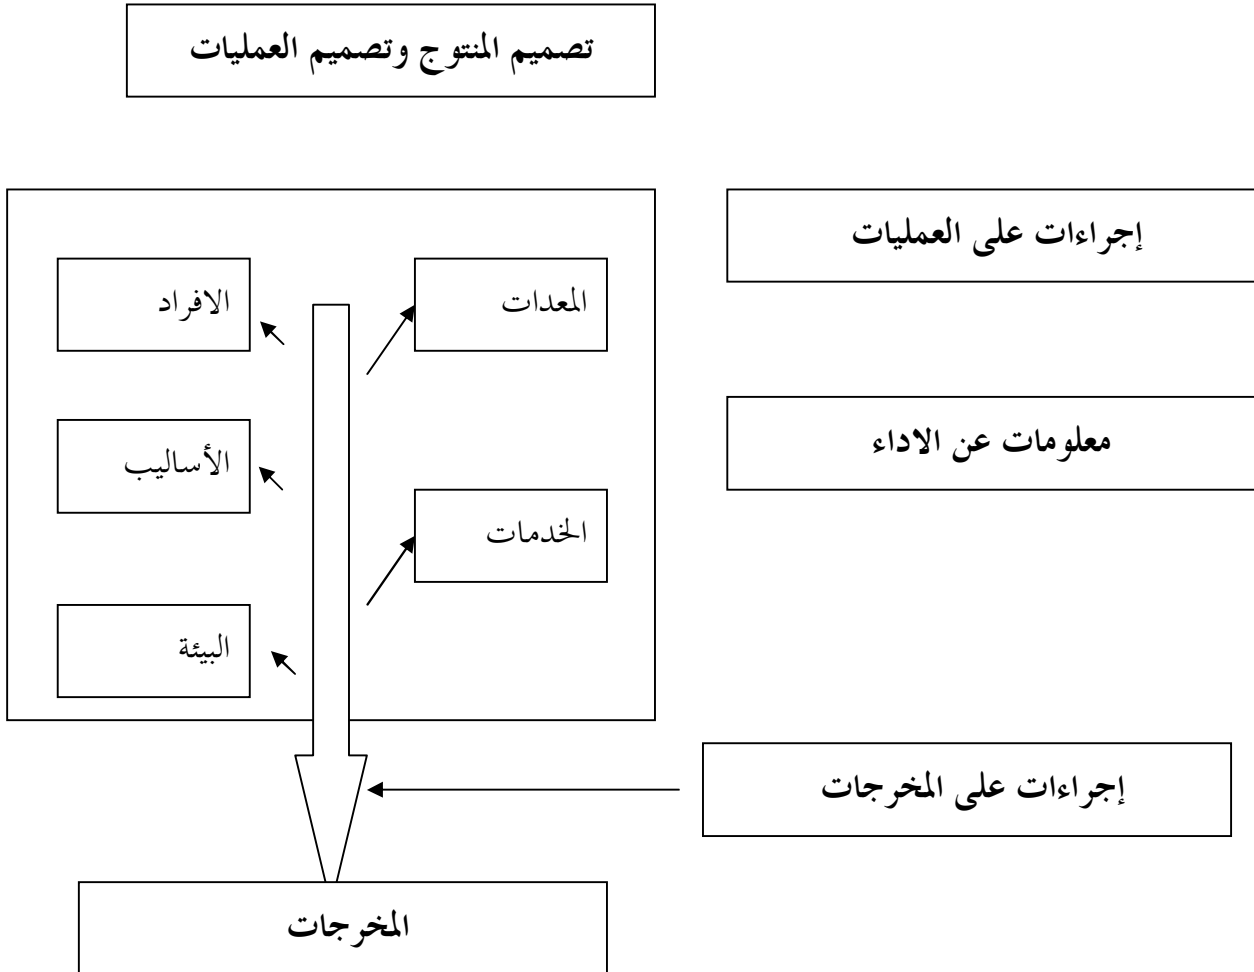 تصميم المنتوج وتصميم العمليات
إجراءات على العمليات
المعدات
الافراد
معلومات عن الاداء
الأساليب
الخدمات
البيئة
إجراءات على المخرجات
المخرجات